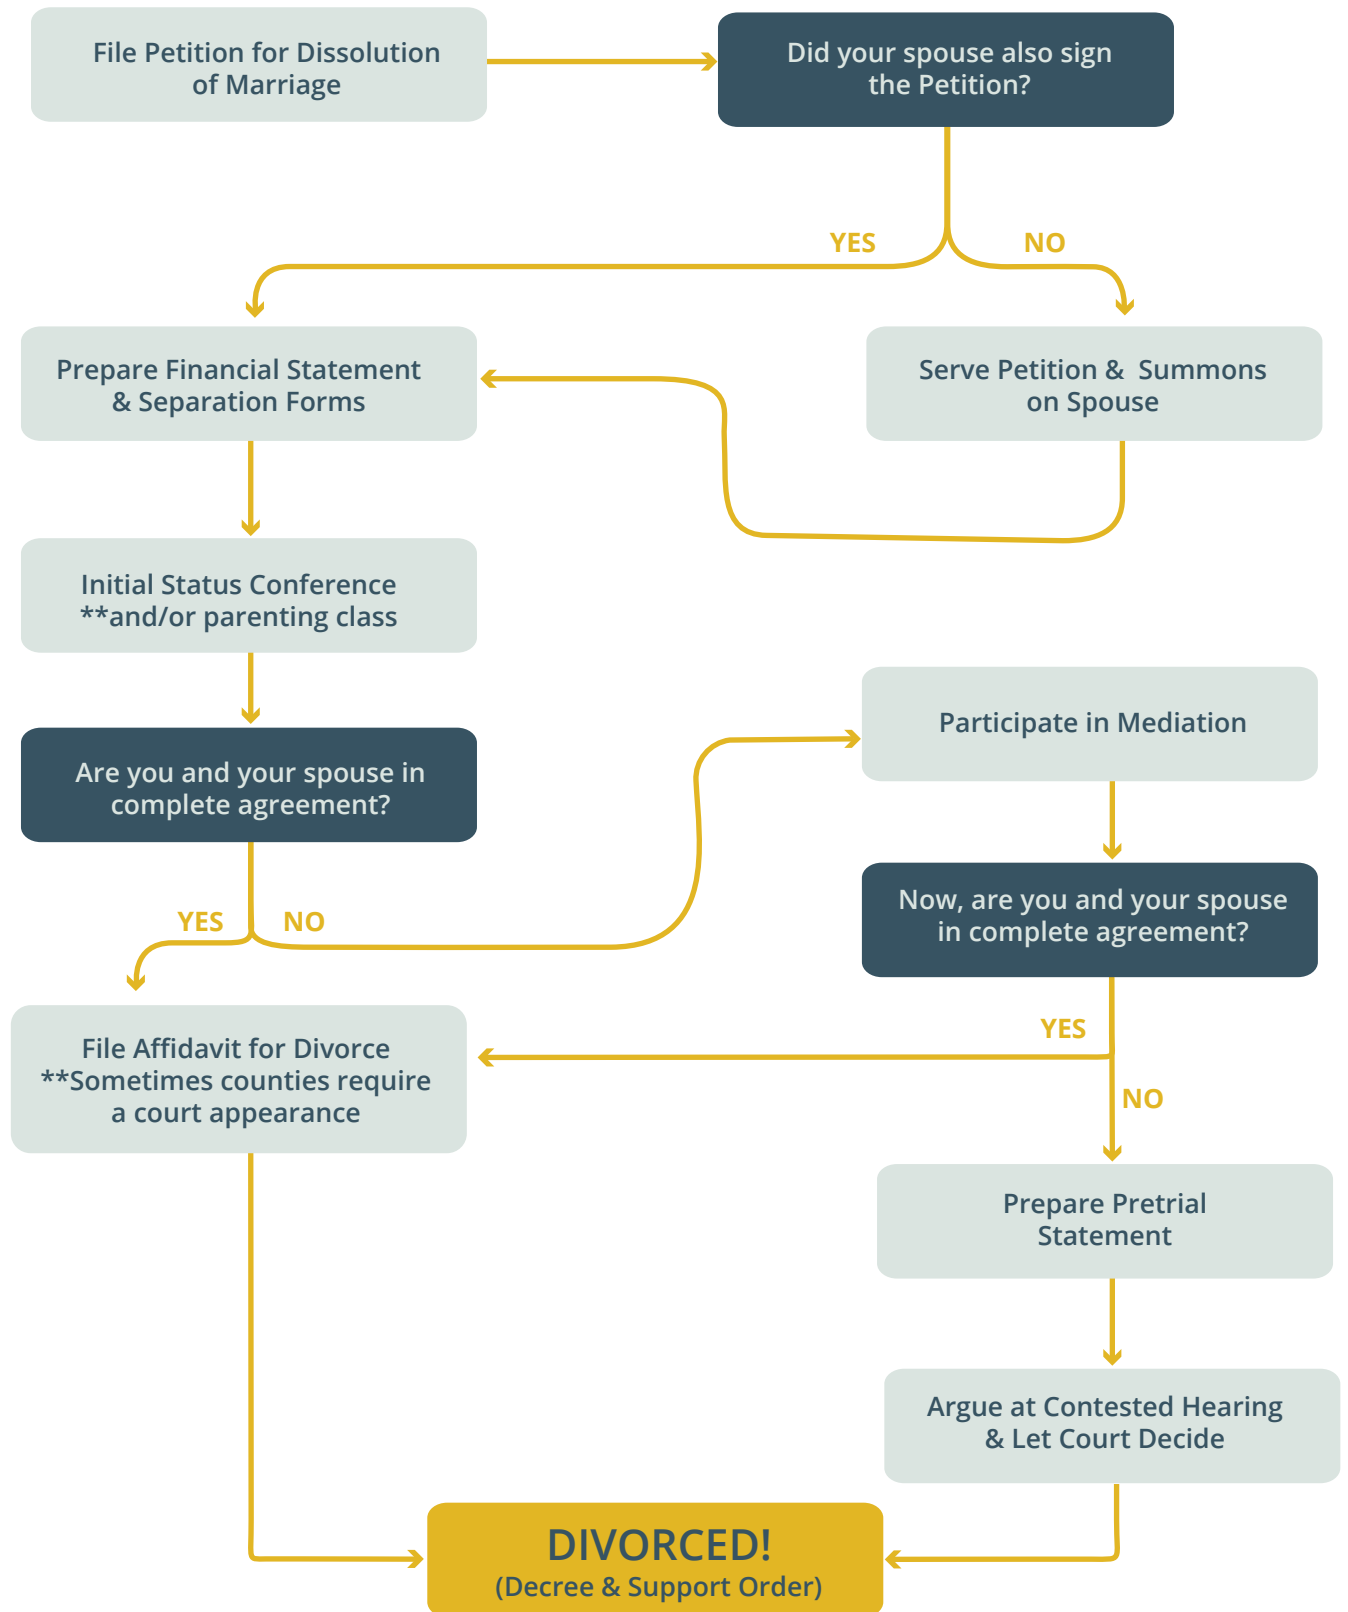 File Petition for Dissolution
of Marriage
Did your spouse also sign
the Petition?
YES
NO
Prepare Financial Statement
& Separation Forms
Serve Petition & Summons
on Spouse
Initial Status Conference
**and/or parenting class
Participate in Mediation
Are you and your spouse in
complete agreement?
Now, are you and your spouse
in complete agreement?
YES
NO
File Affidavit for Divorce
**Sometimes counties require
a court appearance
YES
NO
Prepare Pretrial
Statement
Argue at Contested Hearing
& Let Court Decide
DIVORCED!
(Decree & Support Order)